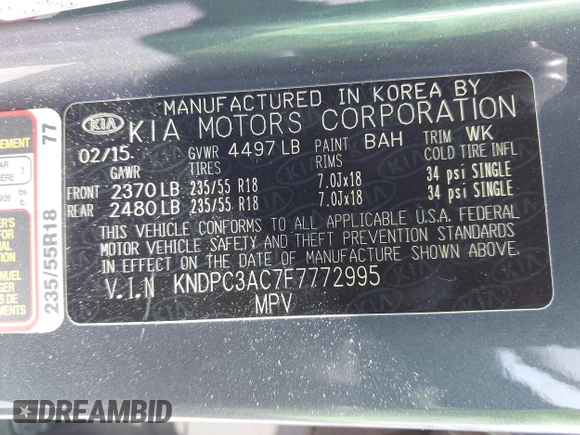 MANUFACTURED IN KOREA BY
KIA KIA MOTORS CORPORATION
02/15 GVWR 4497 LB PAINT BAH TRIM WK
GAWR TIRES RIMS COLD TIRE INFL
FRONT 2370 LB 235/55 R18 7.0Jx18 34 psi SINGLE
REAR 2480 LB 235/55 R18 7.0Jx18 34 psi SINGLE
THIS VEHICLE CONFORMS TO ALL APPLICABLE U.S.A. FEDERAL
MOTOR VEHICLE SAFETY AND THEFT PREVENTION STANDARDS
IN EFFECT ON THE DATE OF MANUFACTURE SHOWN ABOVE.
V.I.N KNDPC3AC7F7772995
MPV
235/55R18 77
DREAMBID